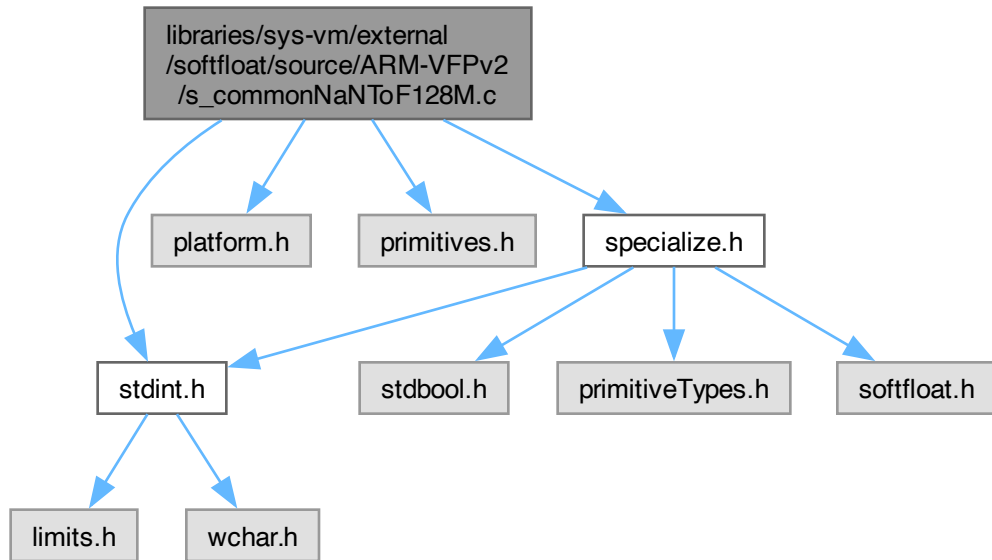 libraries/sys-vm/external
/softfloat/source/ARM-VFPv2
/s_commonNaNToF128M.c
platform.h
primitives.h
specialize.h
stdint.h
stdbool.h
primitiveTypes.h
softfloat.h
limits.h
wchar.h